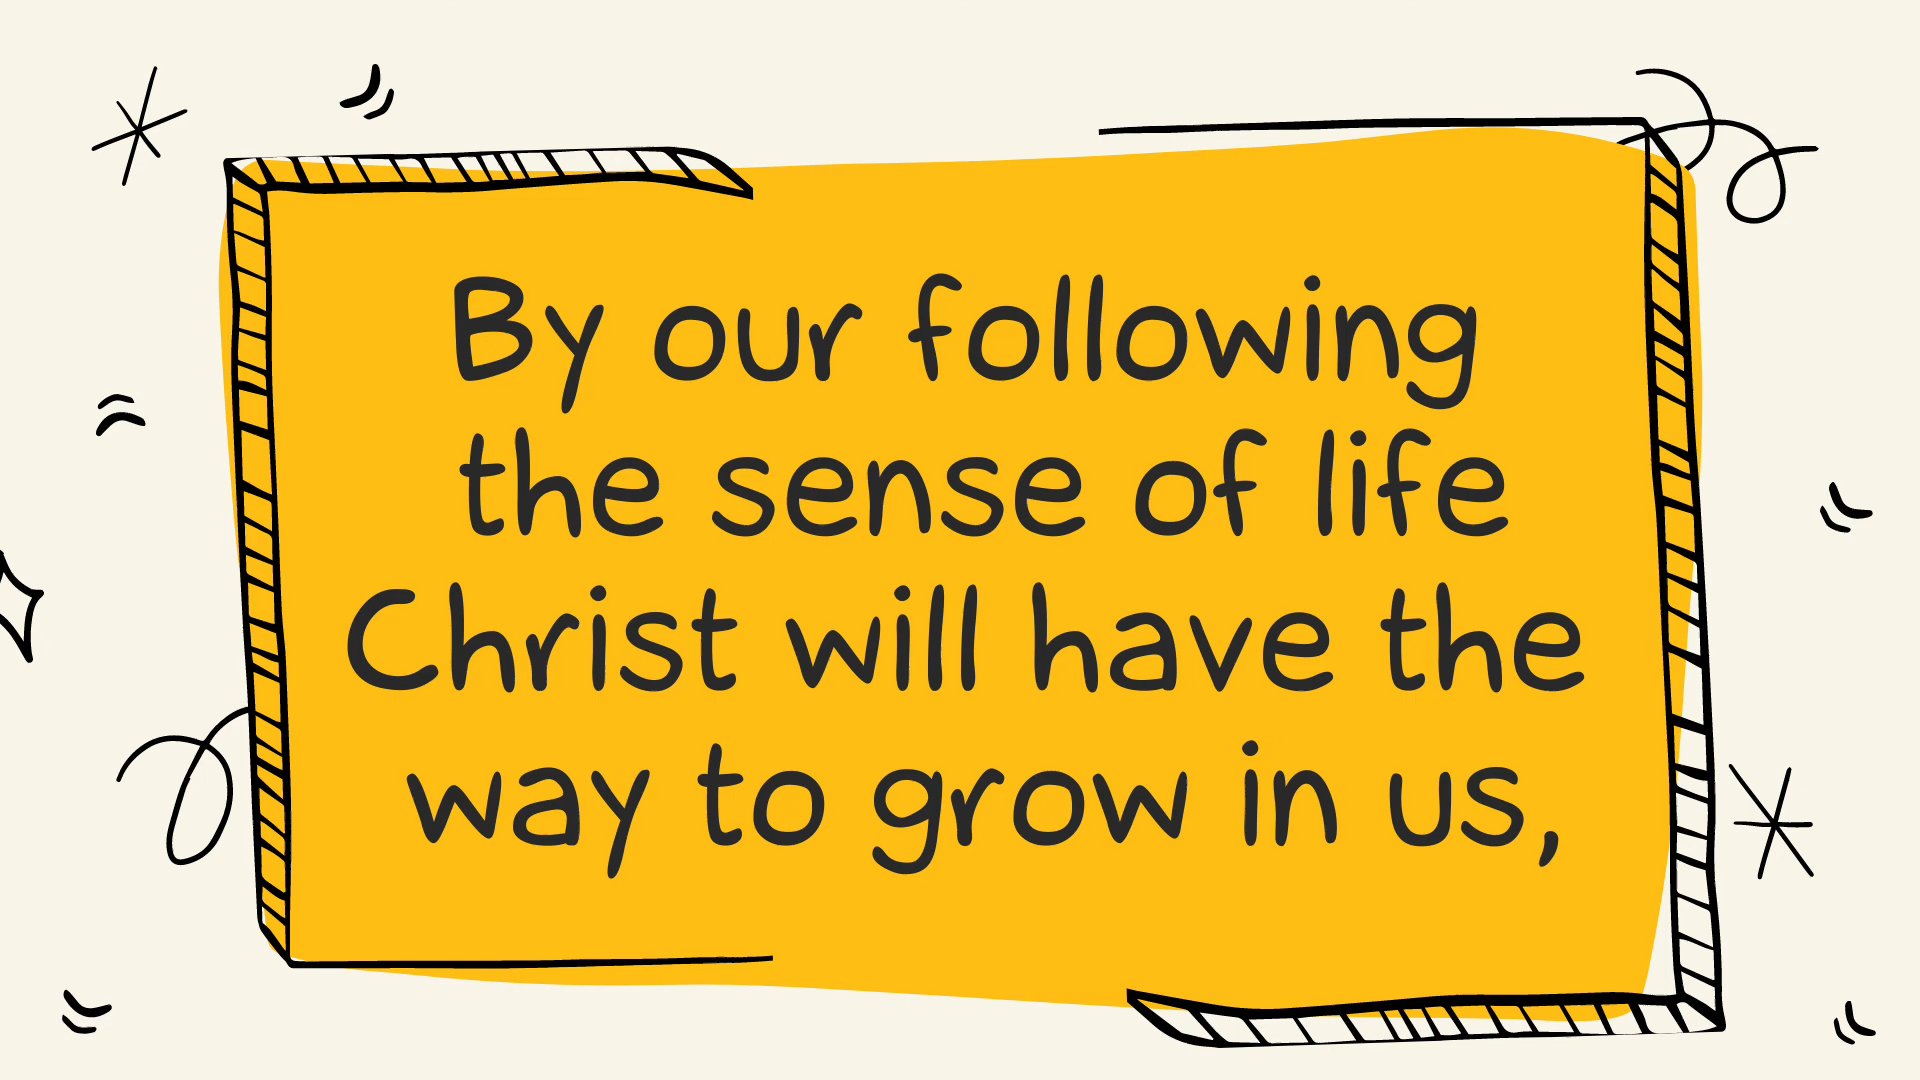 By our following
the sense of life
Christ will have the
way to grow in us,